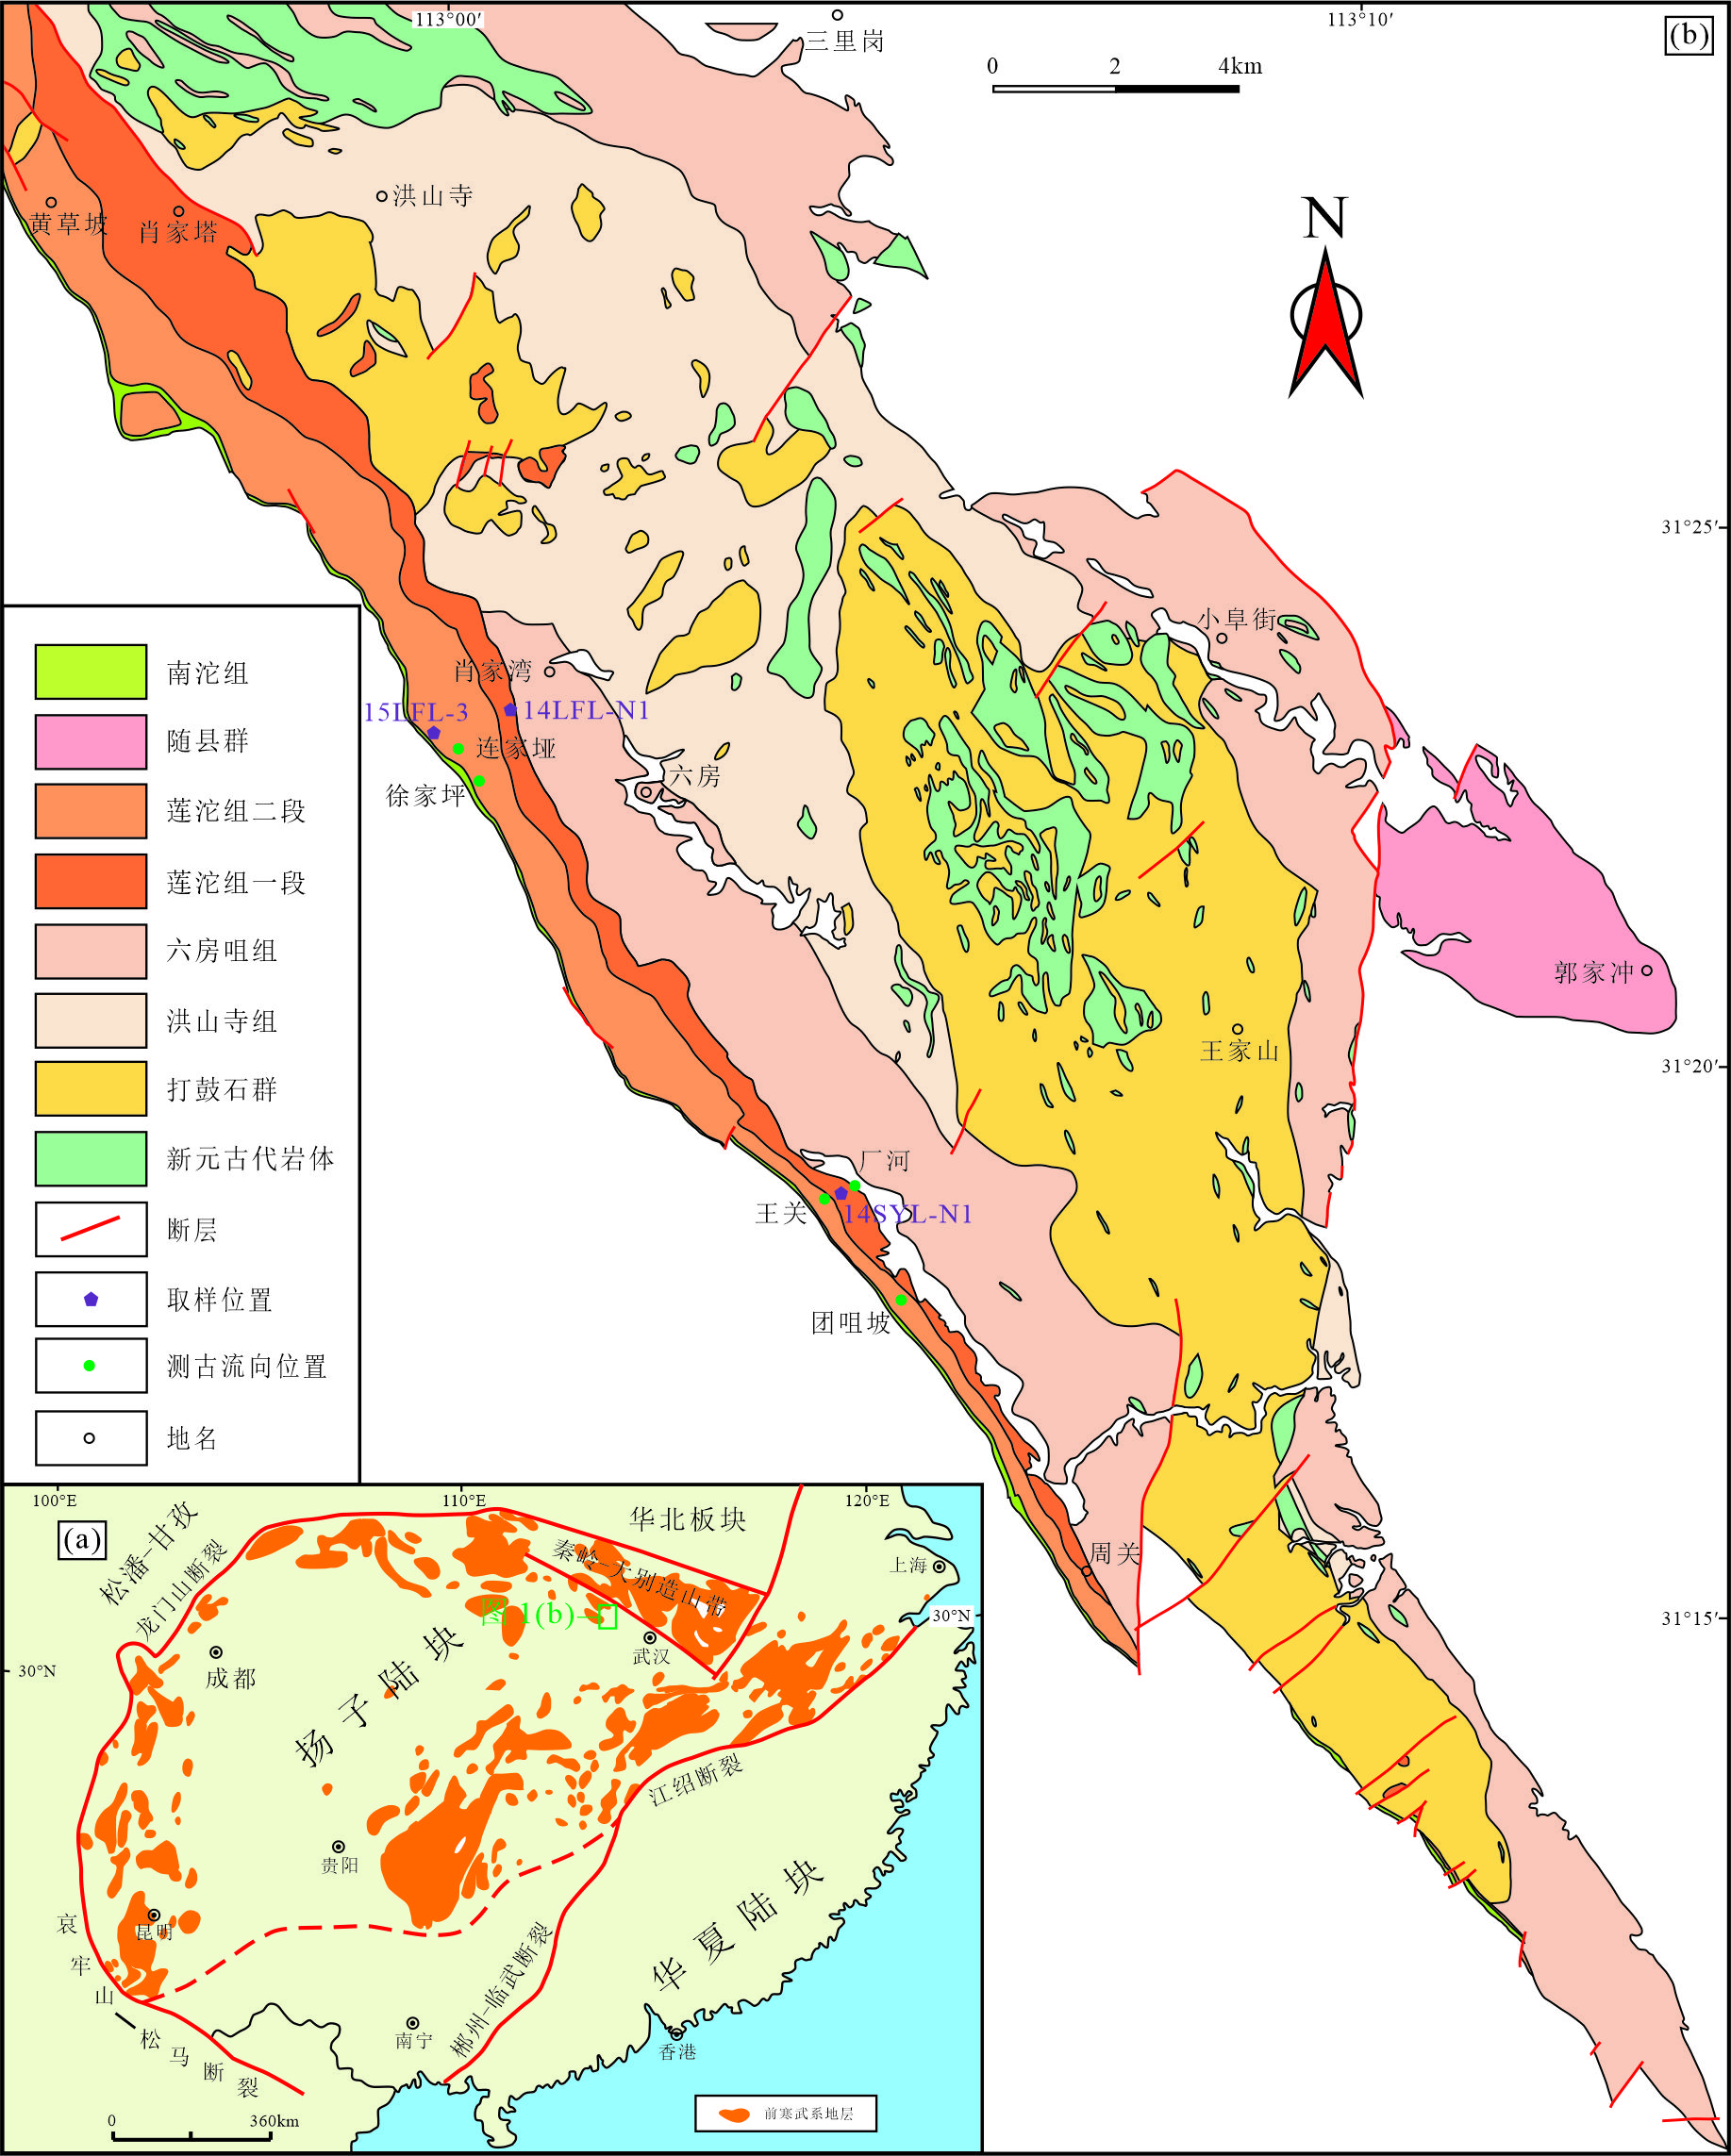 113°00′
113°10′
(b)
三里岗
0 2 4km
洪山寺
黄草坡
肖家塔
N
31°25′
小阜街
肖家湾
15LFL-3
14LFL-N1
连家垭
六房
徐家坪
郭家冲
王家山
31°20′
厂河
王关
14SYL-N1
团咀坡
周关
31°15′
南沱组
随县群
莲沱组二段
莲沱组一段
六房咀组
洪山寺组
打鼓石群
新元古代岩体
断层
取样位置
测古流向位置
地名
100°E
110°E
120°E
(a)
松潘–甘孜
龙门山断裂
华北板块
秦岭–大别造山带
上海
图1(b)
30°N
武汉
30°N
成都
扬子陆块
江绍断裂
贵阳
华夏陆块
昆明
哀牢山–松马断裂
郴州–临武断裂
南宁
香港
0 360km
前寒武系地层